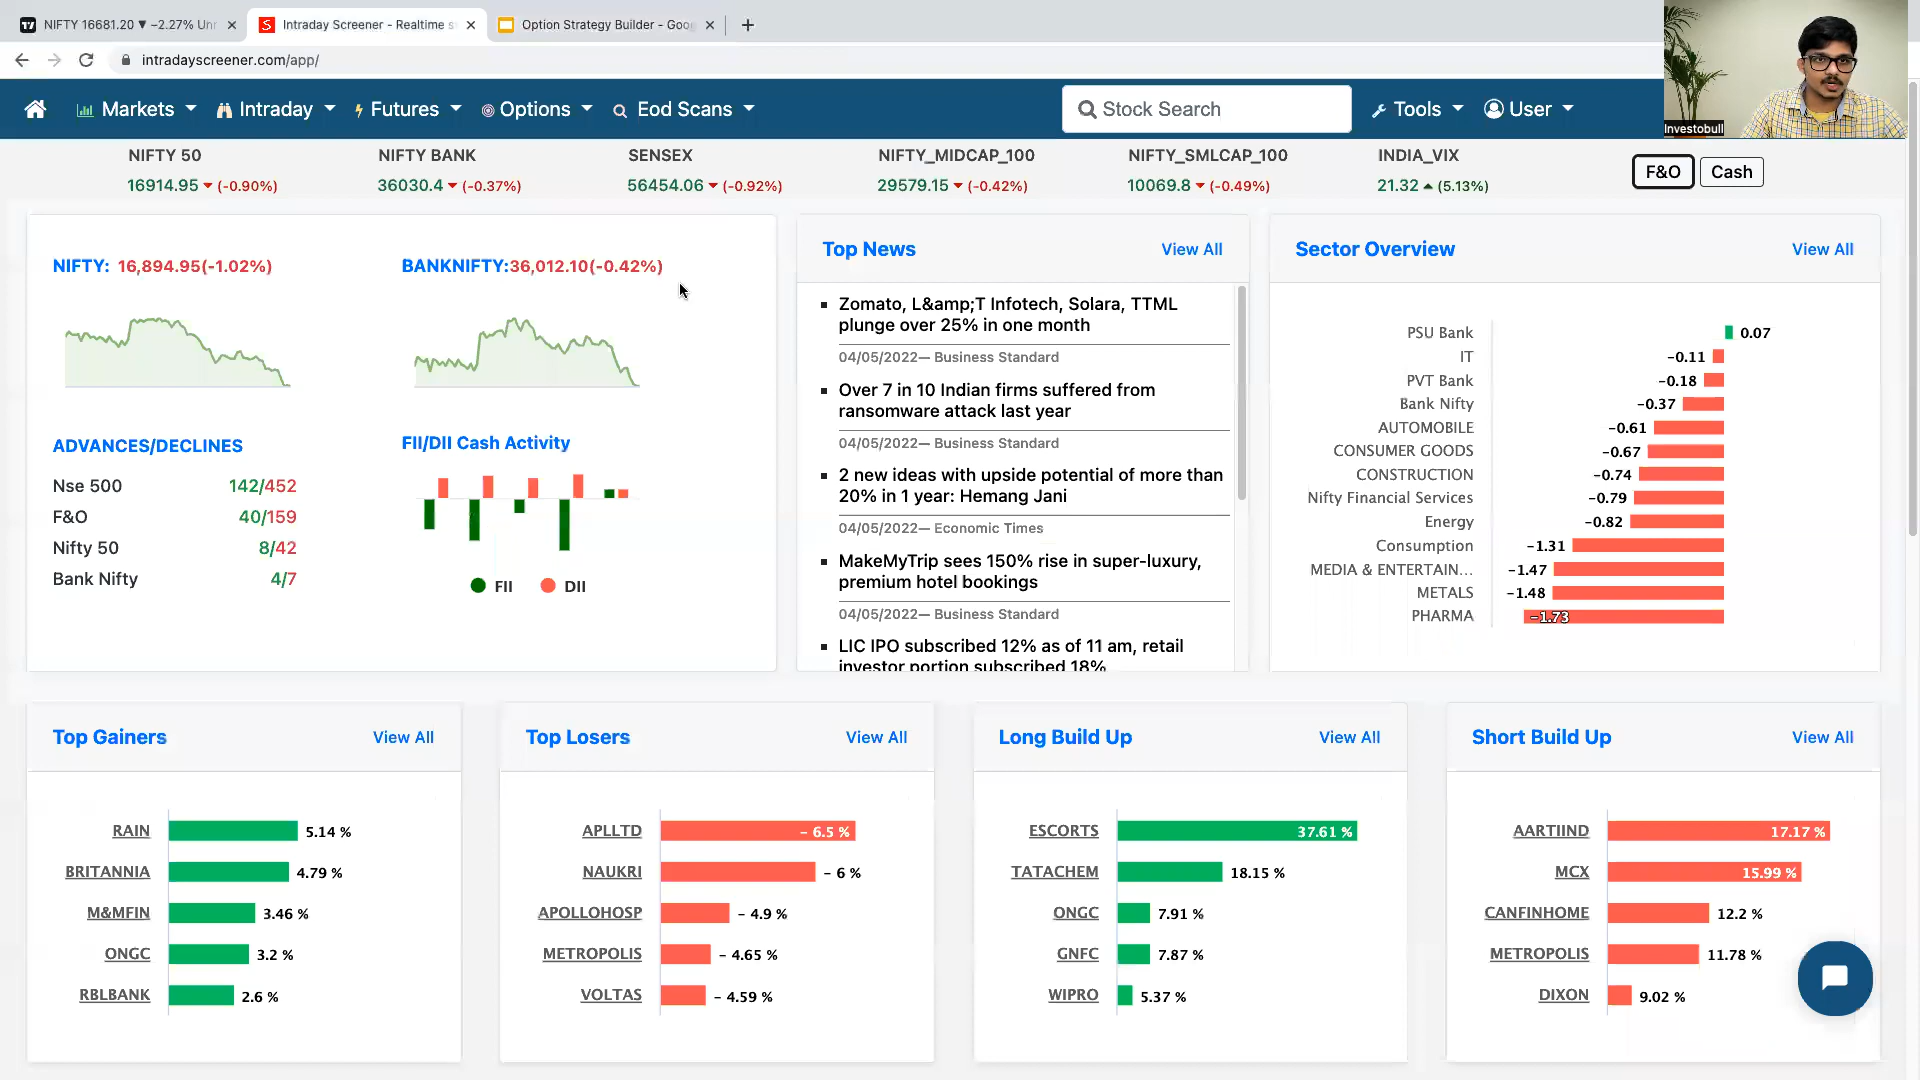 NIFTY 16681.20 ▼ −2.27% Un
Intraday Screener - Realtime s
Option Strategy Builder - Goo
intradayscreener.com/app/
Markets
Intraday
Futures
Options
Eod Scans
Stock Search
Tools
User
Investobull
NIFTY 50
16914.95 (-0.90%)
NIFTY BANK
36030.4 (-0.37%)
SENSEX
56454.06 (-0.92%)
NIFTY_MIDCAP_100
29579.15 (-0.42%)
NIFTY_SMLCAP_100
10069.8 (-0.49%)
INDIA_VIX
21.32 (5.13%)
F&O
Cash
NIFTY: 16,894.95(-1.02%)
BANKNIFTY:36,012.10(-0.42%)
ADVANCES/DECLINES
Nse 500 142/452
F&O 40/159
Nifty 50 8/42
Bank Nifty 4/7
FII/DII Cash Activity
FII DII
Top News View All
Zomato, L&amp;T Infotech, Solara, TTML
plunge over 25% in one month
04/05/2022— Business Standard
Over 7 in 10 Indian firms suffered from
ransomware attack last year
04/05/2022— Business Standard
2 new ideas with upside potential of more than
20% in 1 year: Hemang Jani
04/05/2022— Economic Times
MakeMyTrip sees 150% rise in super-luxury,
premium hotel bookings
04/05/2022— Business Standard
LIC IPO subscribed 12% as of 11 am, retail
investor portion subscribed 18%
Sector Overview View All
PSU Bank 0.07
IT -0.11
PVT Bank -0.18
Bank Nifty -0.37
AUTOMOBILE -0.61
CONSUMER GOODS -0.67
CONSTRUCTION -0.74
Nifty Financial Services -0.79
Energy -0.82
Consumption -1.31
MEDIA & ENTERTAIN... -1.47
METALS -1.48
PHARMA -1.73
Top Gainers View All
RAIN 5.14 %
BRITANNIA 4.79 %
M&MFIN 3.46 %
ONGC 3.2 %
RBLBANK 2.6 %
Top Losers View All
APLLTD - 6.5 %
NAUKRI - 6 %
APOLLOHOSP - 4.9 %
METROPOLIS - 4.65 %
VOLTAS - 4.59 %
Long Build Up View All
ESCORTS 37.61 %
TATACHEM 18.15 %
ONGC 7.91 %
GNFC 7.87 %
WIPRO 5.37 %
Short Build Up View All
AARTIIND 17.17 %
MCX 15.99 %
CANFINHOME 12.2 %
METROPOLIS 11.78 %
DIXON 9.02 %